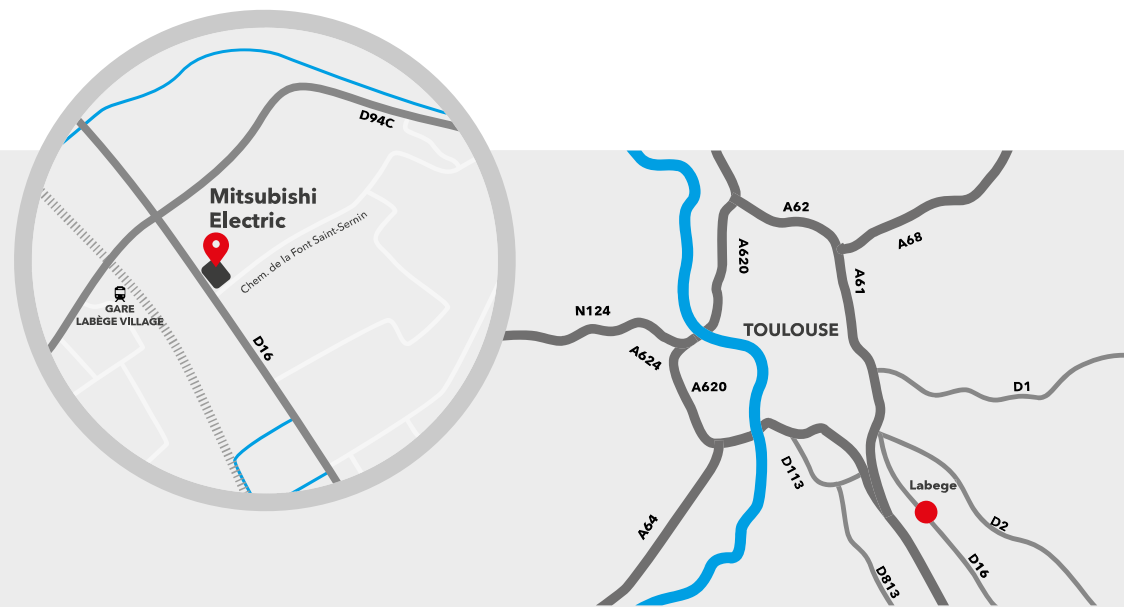 D94C
Mitsubishi
Electric
Chem. de la Font Saint-Sernin
GARE
LABÈGE VILLAGE
D16
A62
A68
A620
A61
N124
TOULOUSE
A624
A620
D1
D113
Labege
A64
D2
D16
D813